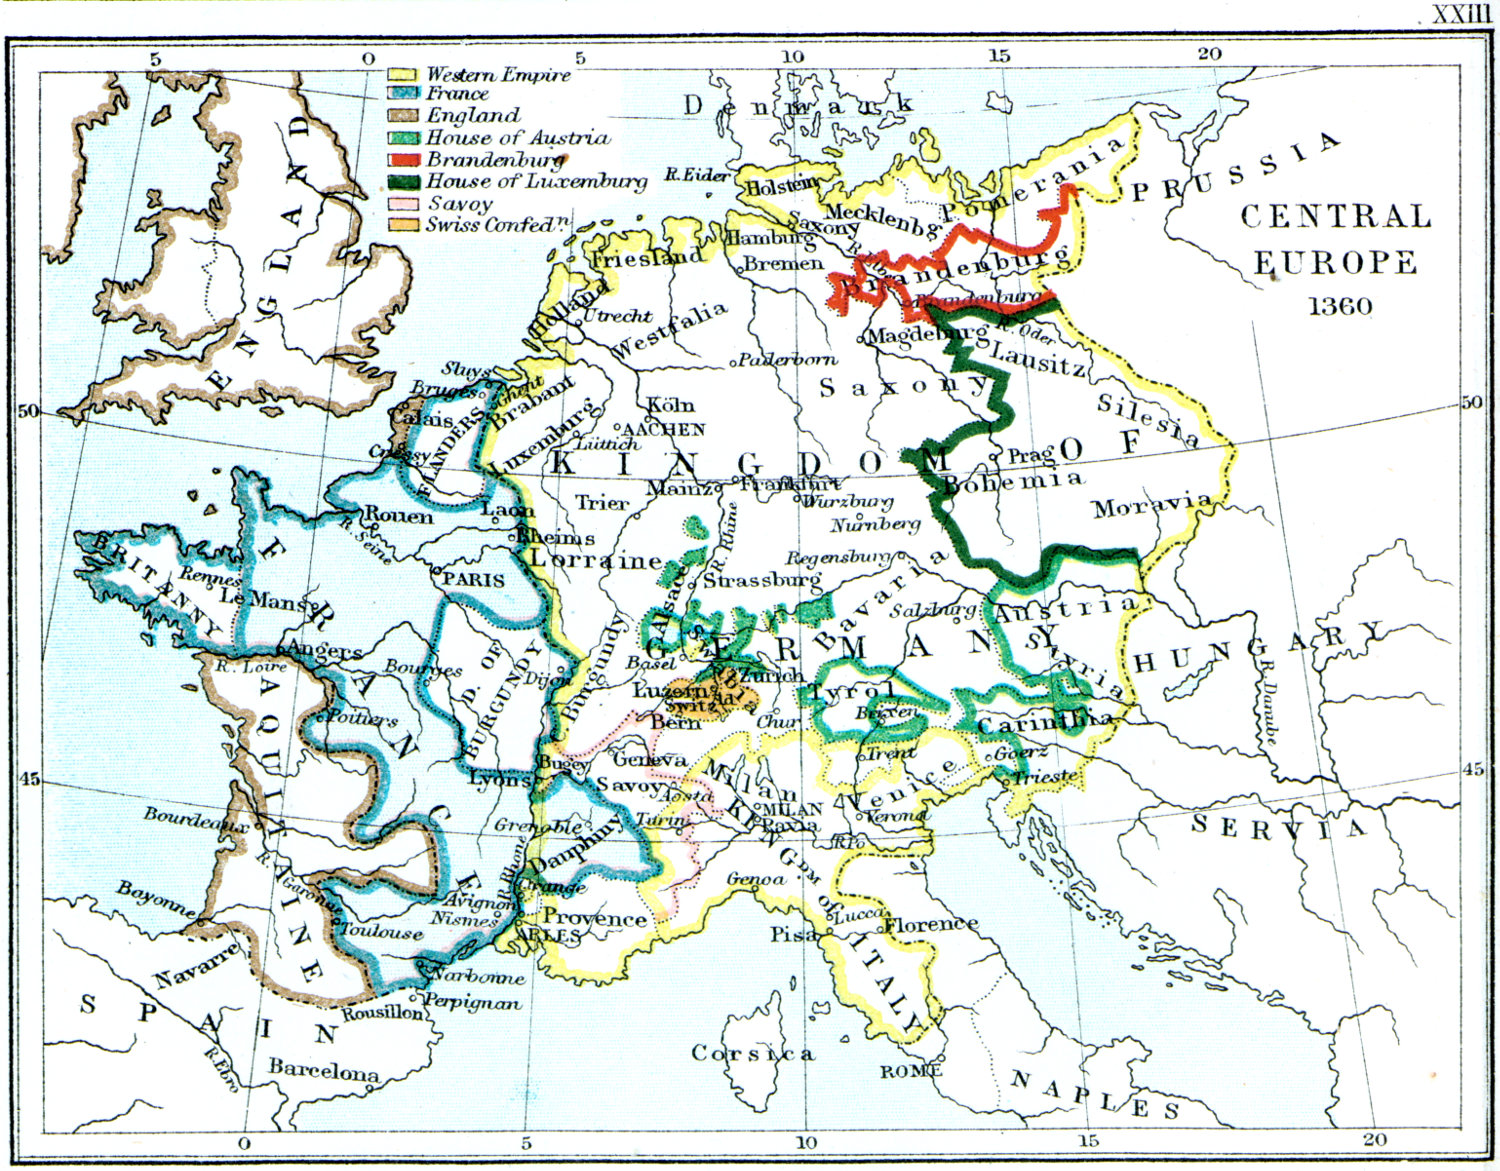 XXIII
5 0 5 10 15 20
Western Empire
France
England
House of Austria
Brandenburg
House of Luxemburg
Savoy
Swiss Confed.n
CENTRAL
EUROPE
1360
Denmark
PRUSSIA
R. Eider
Holstein
Pomerania
Mecklenbg
Saxony
Hamburg
Bremen
R. Elbe
Brandenburg
Brandenburg
ENGLAND
Friesland
Holland
Utrecht
Westfalia
Magdeburg
R. Oder
Lausitz
Paderborn
Saxony
Silesia
Sluys
Bruges
Ghent
Brabant
Calais
FLANDERS
Crecssy
50
50
Köln
AACHEN
Lüttich
Luxemburg
KINGDOM OF
Prag
Bohemia
Moravia
Mainz
Frankfurt
Wurzburg
Nürnberg
Trier
Laon
Rheims
Rouen
R. Seine
PARIS
Lorraine
R. Rhine
Regensburg
Strassburg
Alsace
Bavaria
Salzburg
Austria
BRITANNY
Rennes
Le Mans
Angers
R. Loire
FRANCE
Bourges
D. OF
BURGUNDY
Dijon
Burgundy
GERMANY
Basel
Swabia
Zurich
Luzern
Switzld
Bern
Chur
Tyrol
Brixen
Styria
Carinthia
HUNGARY
R. Danube
Poitiers
AQUITAINE
45
45
Lyons
Bugey
Geneva
Savoy
Aosta
Milan
MILAN
Pavia
Trent
Venice
Verona
Goerz
Trieste
SERVIA
Bourdeaux
R. Garonne
Grenoble
Turin
Dauphny
R. Rhone
R Po
KINGDM of ITALY
Genoa
Orange
Avignon
Nismes
Provence
ARLES
Bayonne
Toulouse
Navarre
Narbonne
Perpignan
Rousillon
Lucca
Florence
Pisa
SPAIN
R. Ebro
Barcelona
Corsica
ROME
NAPLES
0 5 10 15 20